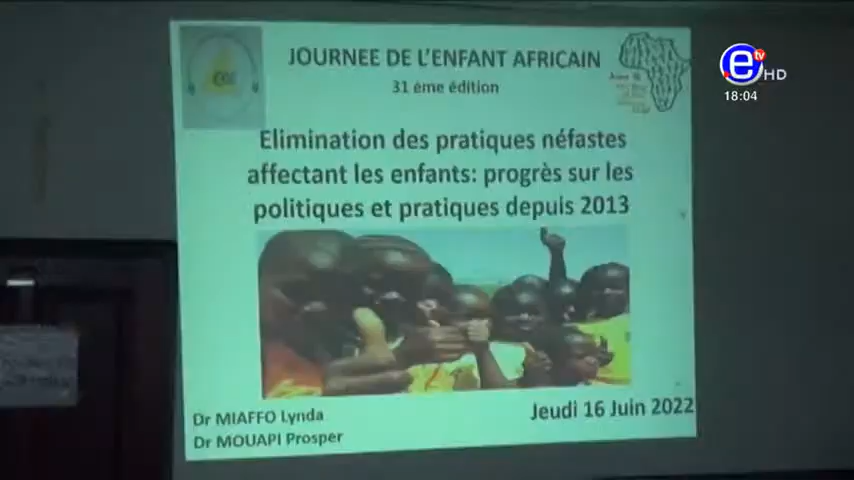 JOURNEE DE L'ENFANT AFRICAIN
31 ème édition
Elimination des pratiques néfastes
affectant les enfants: progrès sur les
politiques et pratiques depuis 2013
Dr MIAFFO Lynda
Dr MOUAPI Prosper
Jeudi 16 Juin 2022
e tv HD
18:04